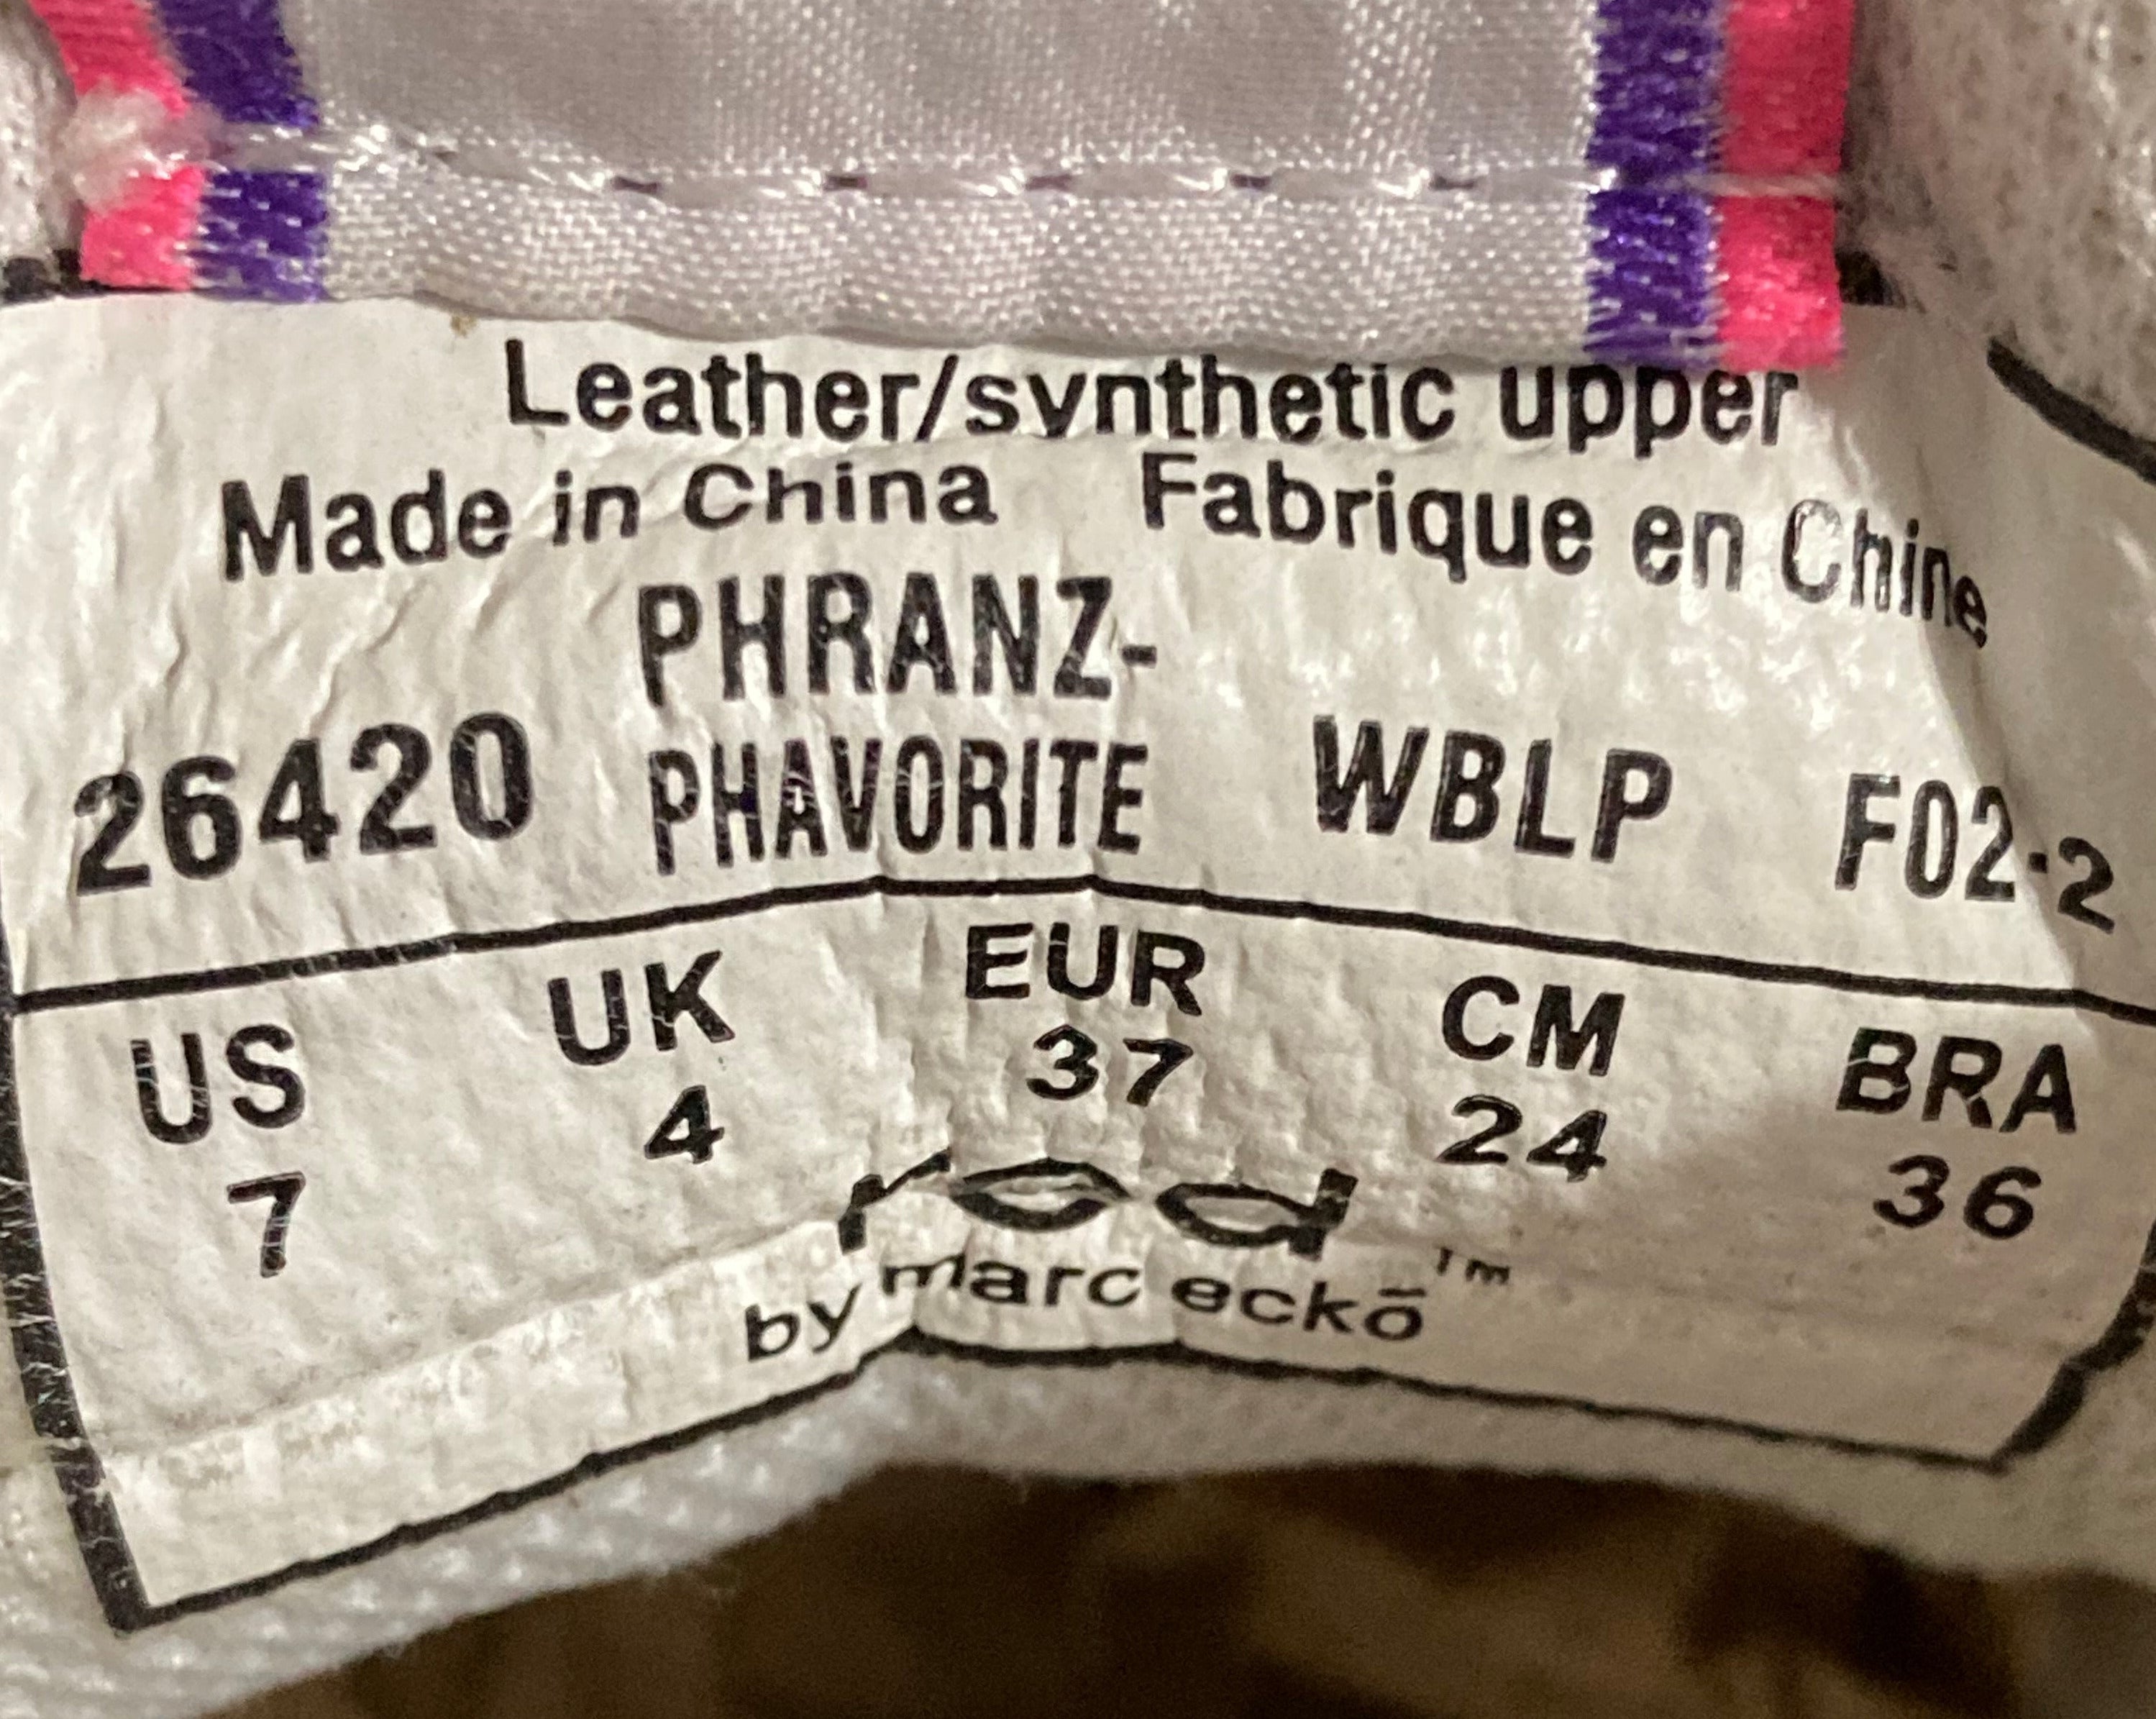 Leather/synthetic upper
Made in China Fabrique en Chine
PHRANZ-
26420 PHAVORITE WBLP F02-2
US UK EUR CM BRA
7 4 37 24 36
red
by marc eckō™